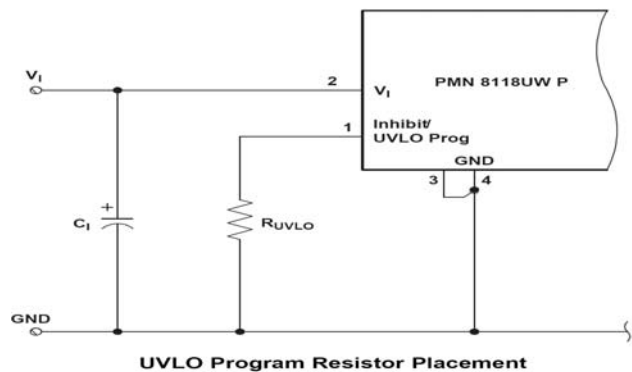 PMN 8118UW P
VI
2
VI
1
Inhibit/
UVLO Prog
GND
3
4
+
CI
RUVLO
GND
UVLO Program Resistor Placement